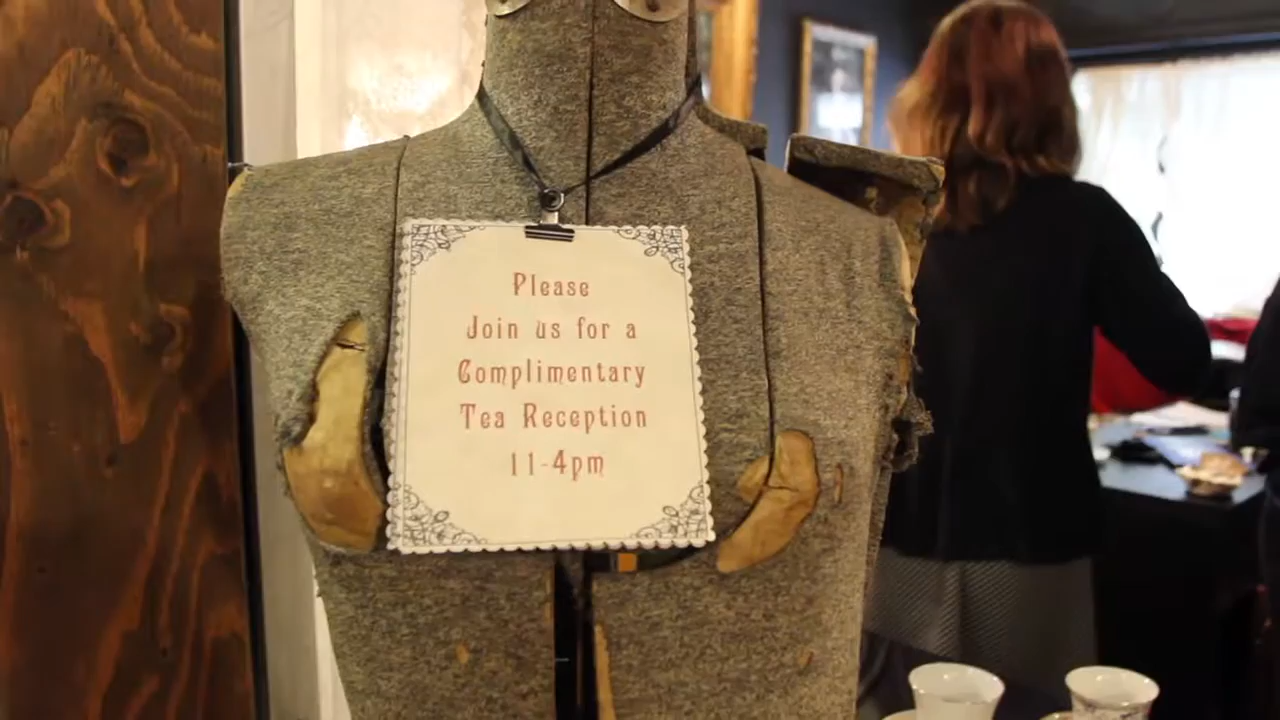 Please
Join us for a
Complimentary
Tea Reception
11-4pm